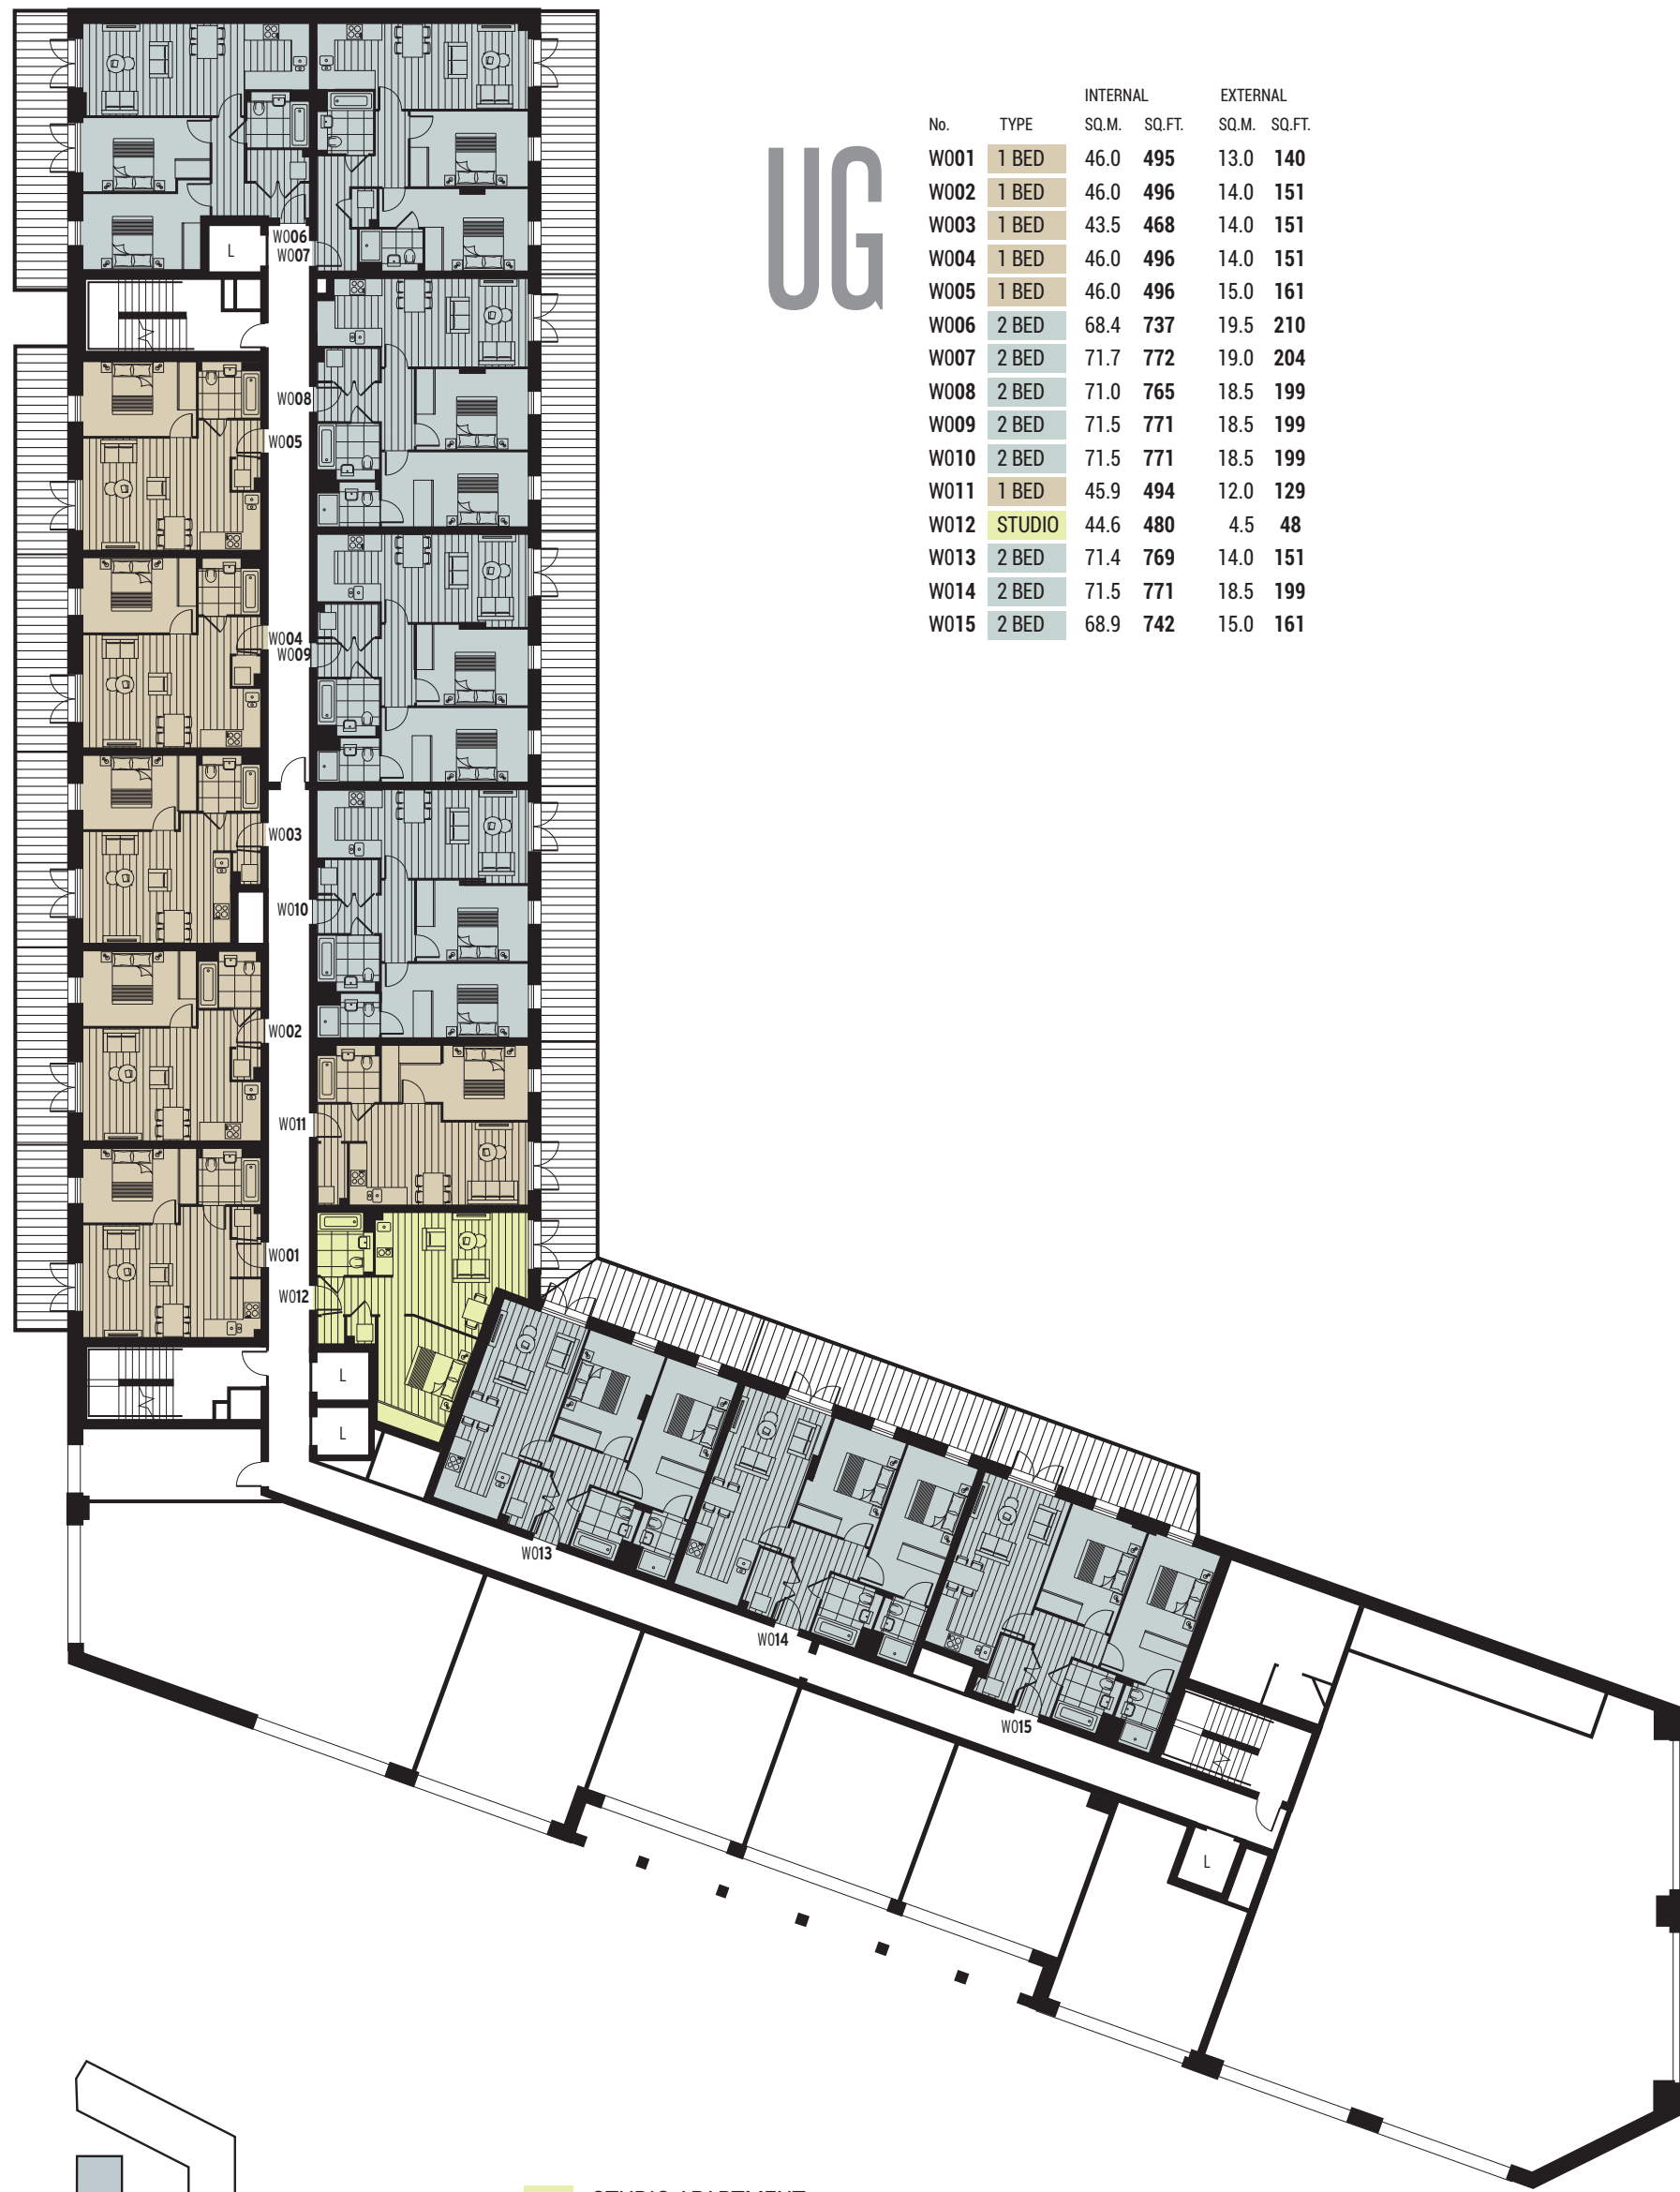 INTERNAL EXTERNAL
No. TYPE SQ.M. SQ.FT. SQ.M. SQ.FT.
UG
W001 1 BED 46.0 495 13.0 140
W002 1 BED 46.0 496 14.0 151
W003 1 BED 43.5 468 14.0 151
W004 1 BED 46.0 496 14.0 151
W005 1 BED 46.0 496 15.0 161
W006 2 BED 68.4 737 19.5 210
W007 2 BED 71.7 772 19.0 204
W008 2 BED 71.0 765 18.5 199
W009 2 BED 71.5 771 18.5 199
W010 2 BED 71.5 771 18.5 199
W011 1 BED 45.9 494 12.0 129
W012 STUDIO 44.6 480 4.5 48
W013 2 BED 71.4 769 14.0 151
W014 2 BED 71.5 771 18.5 199
W015 2 BED 68.9 742 15.0 161
W006
L
W007
W008
W005
W004
W009
W003
W010
W002
W011
W001
W012
L
L
W013
W014
W015
L
STUDIO APARTMENT